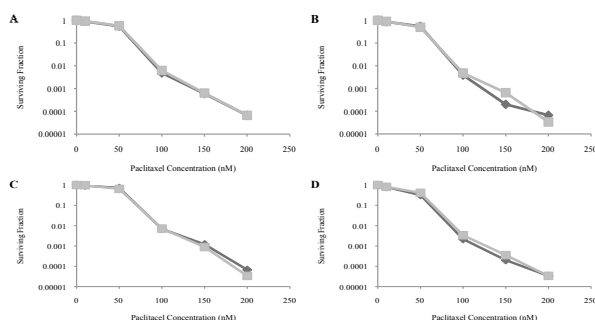 A
Surviving Fraction
1
0.1
0.01
0.001
0.0001
0.00001
0 50 100 150 200 250
Paclitaxel Concentration (nM)
B
Surviving Fraction
1
0.1
0.01
0.001
0.0001
0.00001
0 50 100 150 200 250
Paclitaxel Concentration (nM)
C
Surviving Fraction
1
0.1
0.01
0.001
0.00001
0.00001
0 50 100 150 200 250
Paclitacel Concentration (nM)
D
Surviving Fraction
1
0.1
0.01
0.001
0.00001
0.00001
0 50 100 150 200 250
Paclitaxel Concentration (nM)